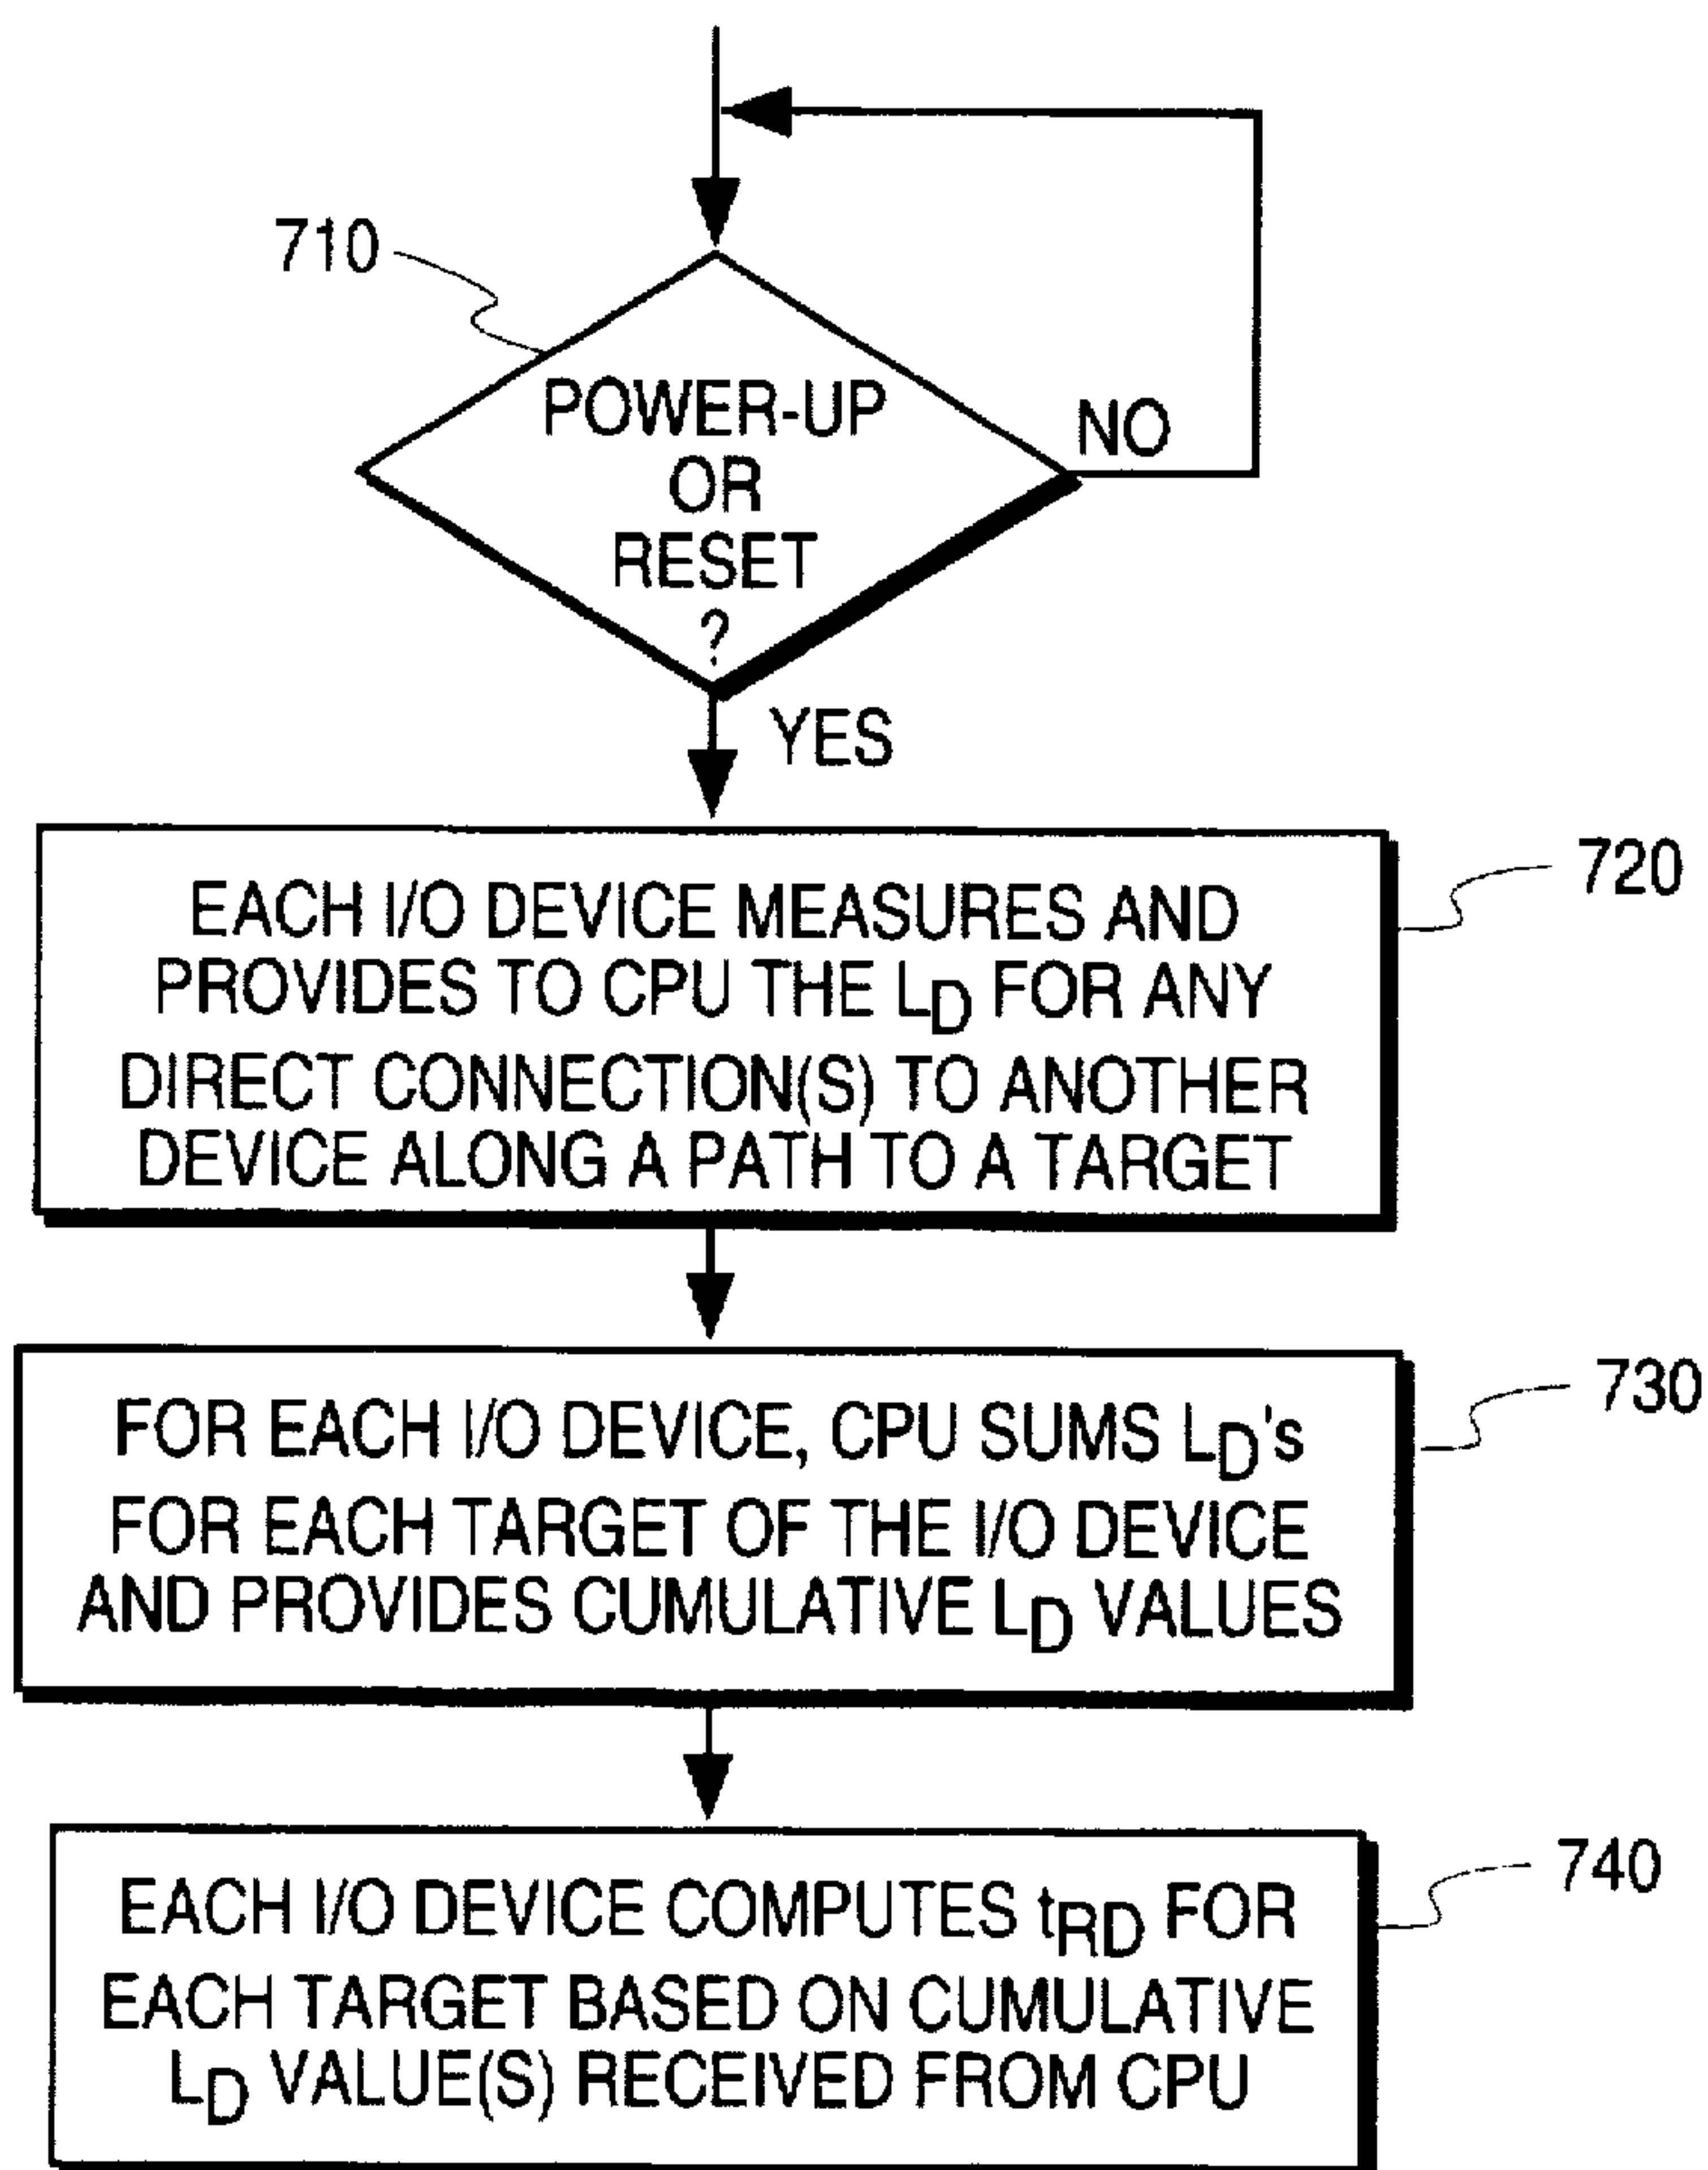 710
POWER-UP
OR
RESET
?
NO
YES
720
EACH I/O DEVICE MEASURES AND
PROVIDES TO CPU THE LD FOR ANY
DIRECT CONNECTION(S) TO ANOTHER
DEVICE ALONG A PATH TO A TARGET
730
FOR EACH I/O DEVICE, CPU SUMS LD's
FOR EACH TARGET OF THE I/O DEVICE
AND PROVIDES CUMULATIVE LD VALUES
740
EACH I/O DEVICE COMPUTES tRD FOR
EACH TARGET BASED ON CUMULATIVE
LD VALUE(S) RECEIVED FROM CPU